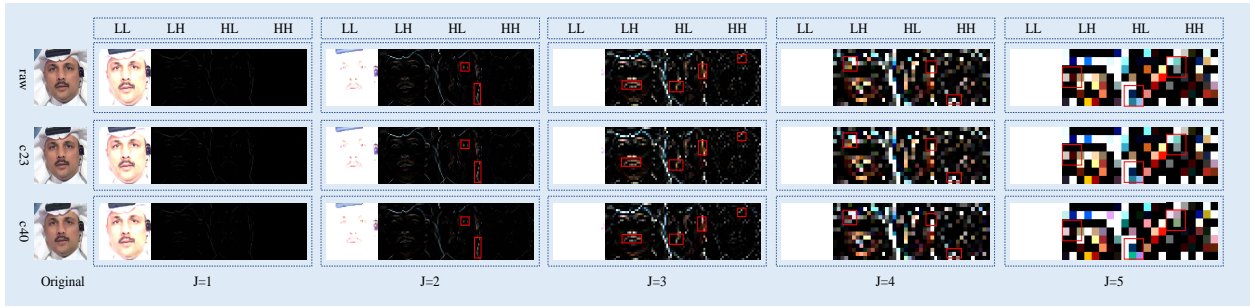 LL LH HL HH LL LH HL HH LL LH HL HH LL LH HL HH LL LH HL HH
raw
c23
c40
Original J=1 J=2 J=3 J=4 J=5